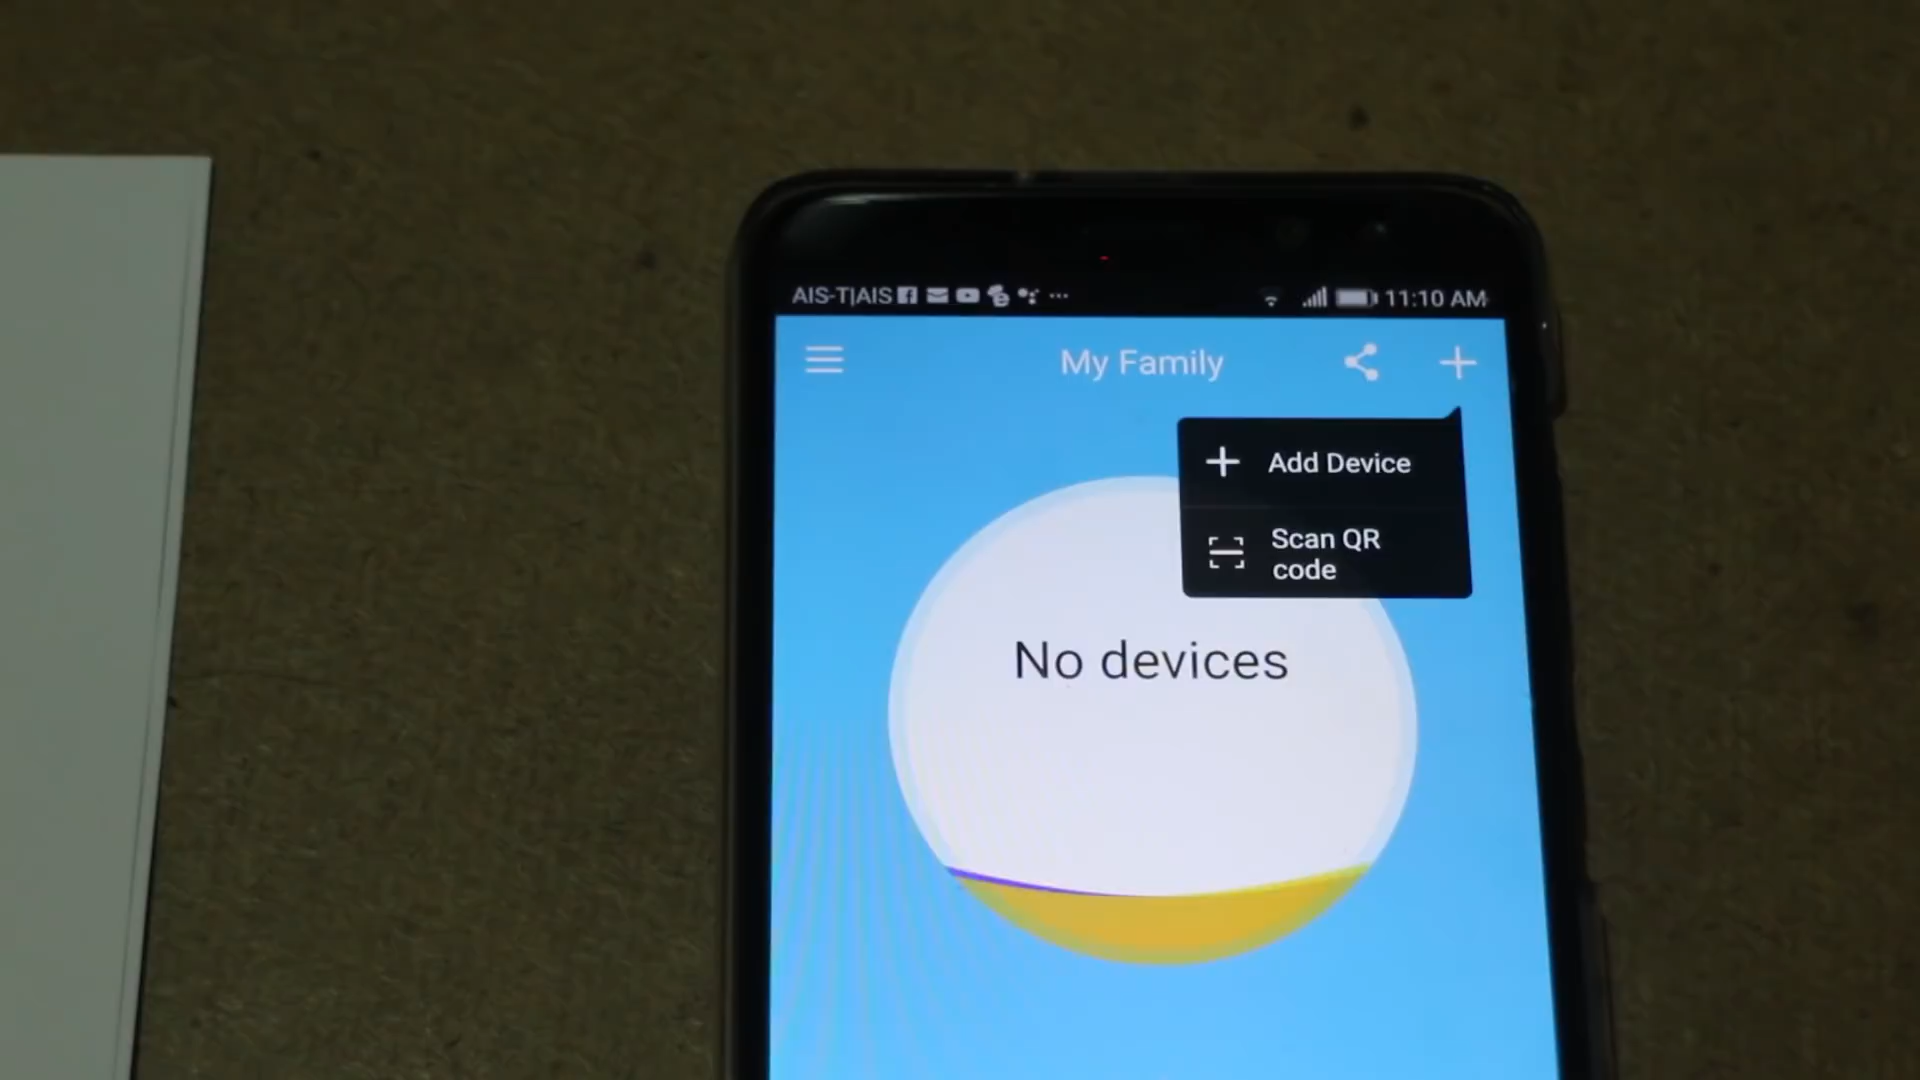 AIS-T|AIS 11:10 AM
My Family
Add Device
Scan QR
code
No devices